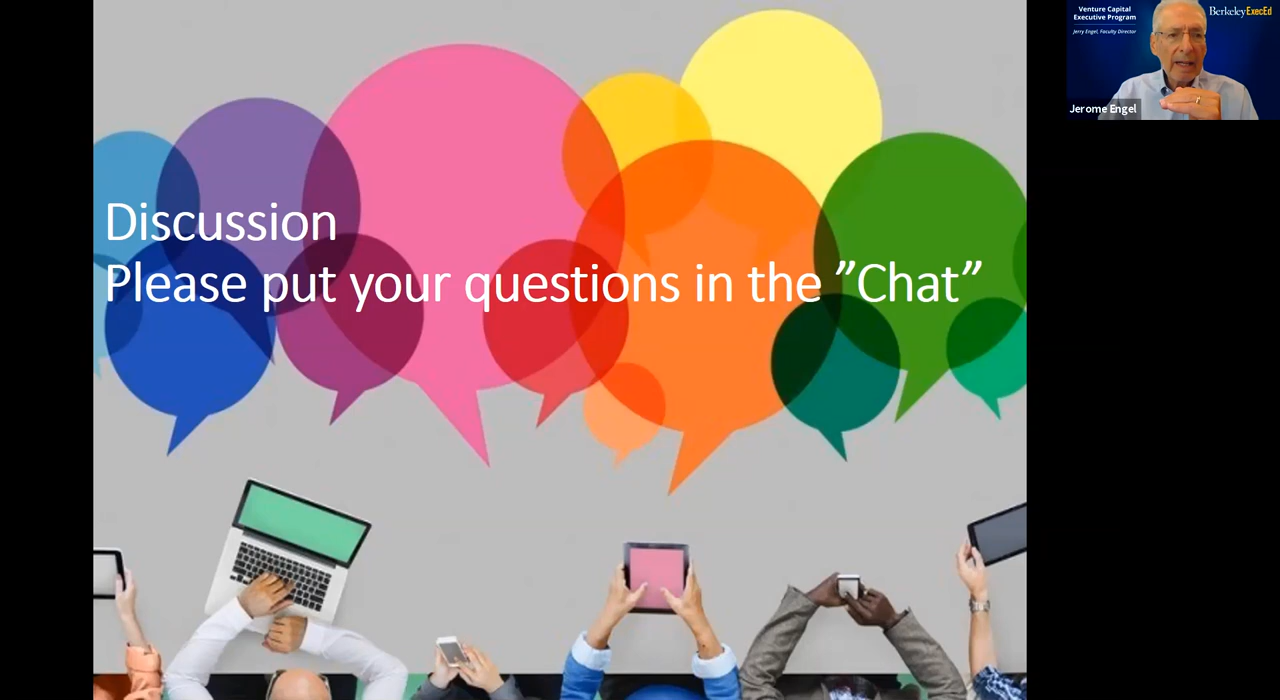 Discussion
Please put your questions in the ”Chat”
Venture Capital
Executive Program
Jerry Engel, Faculty Director
BerkeleyExecEd
Jerome Engel